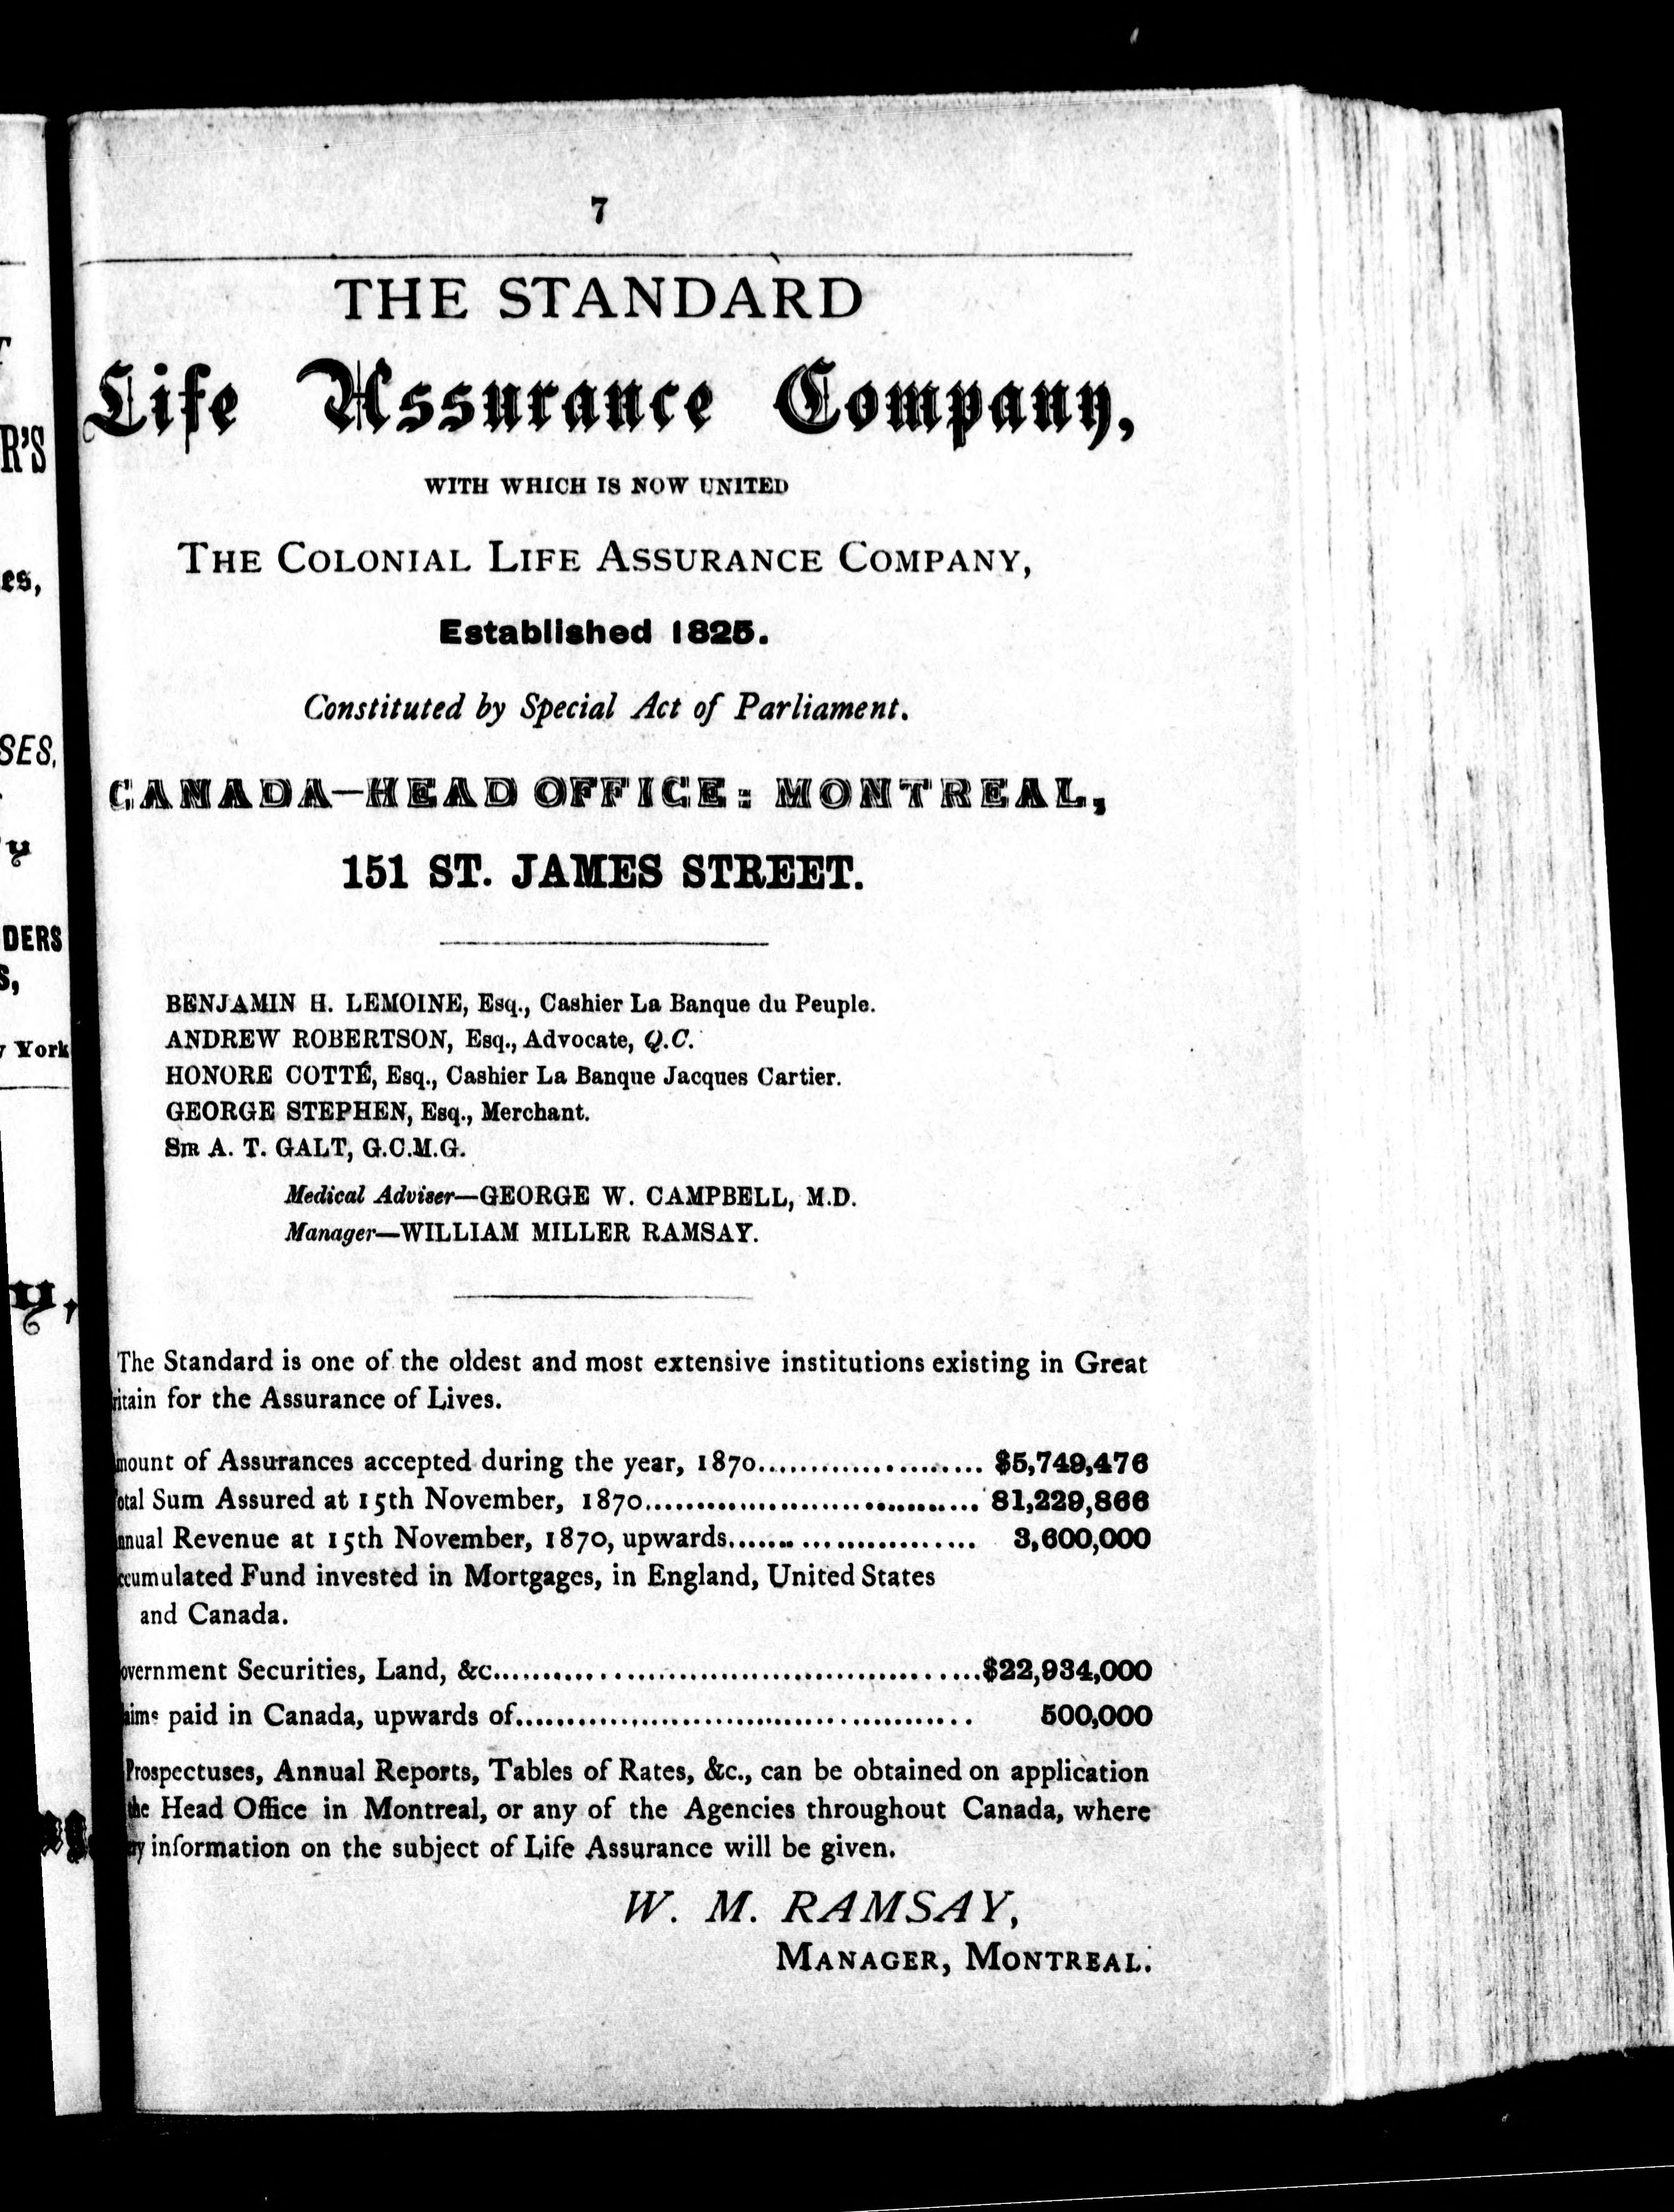 7
THE STANDARD
Life Assurance Company,
WITH WHICH IS NOW UNITED
THE COLONIAL LIFE ASSURANCE COMPANY,
Established 1825.
Constituted by Special Act of Parliament.
CANADA—HEAD OFFICE: MONTREAL,
151 ST. JAMES STREET.
BENJAMIN H. LEMOINE, Esq., Cashier La Banque du Peuple.
ANDREW ROBERTSON, Esq., Advocate, Q.C.
HONORE COTTÉ, Esq., Cashier La Banque Jacques Cartier.
GEORGE STEPHEN, Esq., Merchant.
SIR A. T. GALT, G.C.M.G.
Medical Adviser—GEORGE W. CAMPBELL, M.D.
Manager—WILLIAM MILLER RAMSAY.
The Standard is one of the oldest and most extensive institutions existing in Great
ritain for the Assurance of Lives.
mount of Assurances accepted during the year, 1870...................... $5,749,476
otal Sum Assured at 15th November, 1870................................ 81,229,866
nnual Revenue at 15th November, 1870, upwards........................ 3,600,000
ccumulated Fund invested in Mortgages, in England, United States
and Canada.
overnment Securities, Land, &c................................................$22,934,000
aims paid in Canada, upwards of............................................ 500,000
Prospectuses, Annual Reports, Tables of Rates, &c., can be obtained on application
the Head Office in Montreal, or any of the Agencies throughout Canada, where
ny information on the subject of Life Assurance will be given.
W. M. RAMSAY,
MANAGER, MONTREAL.
R'S
es,
SES,
DERS
s,
York
y,